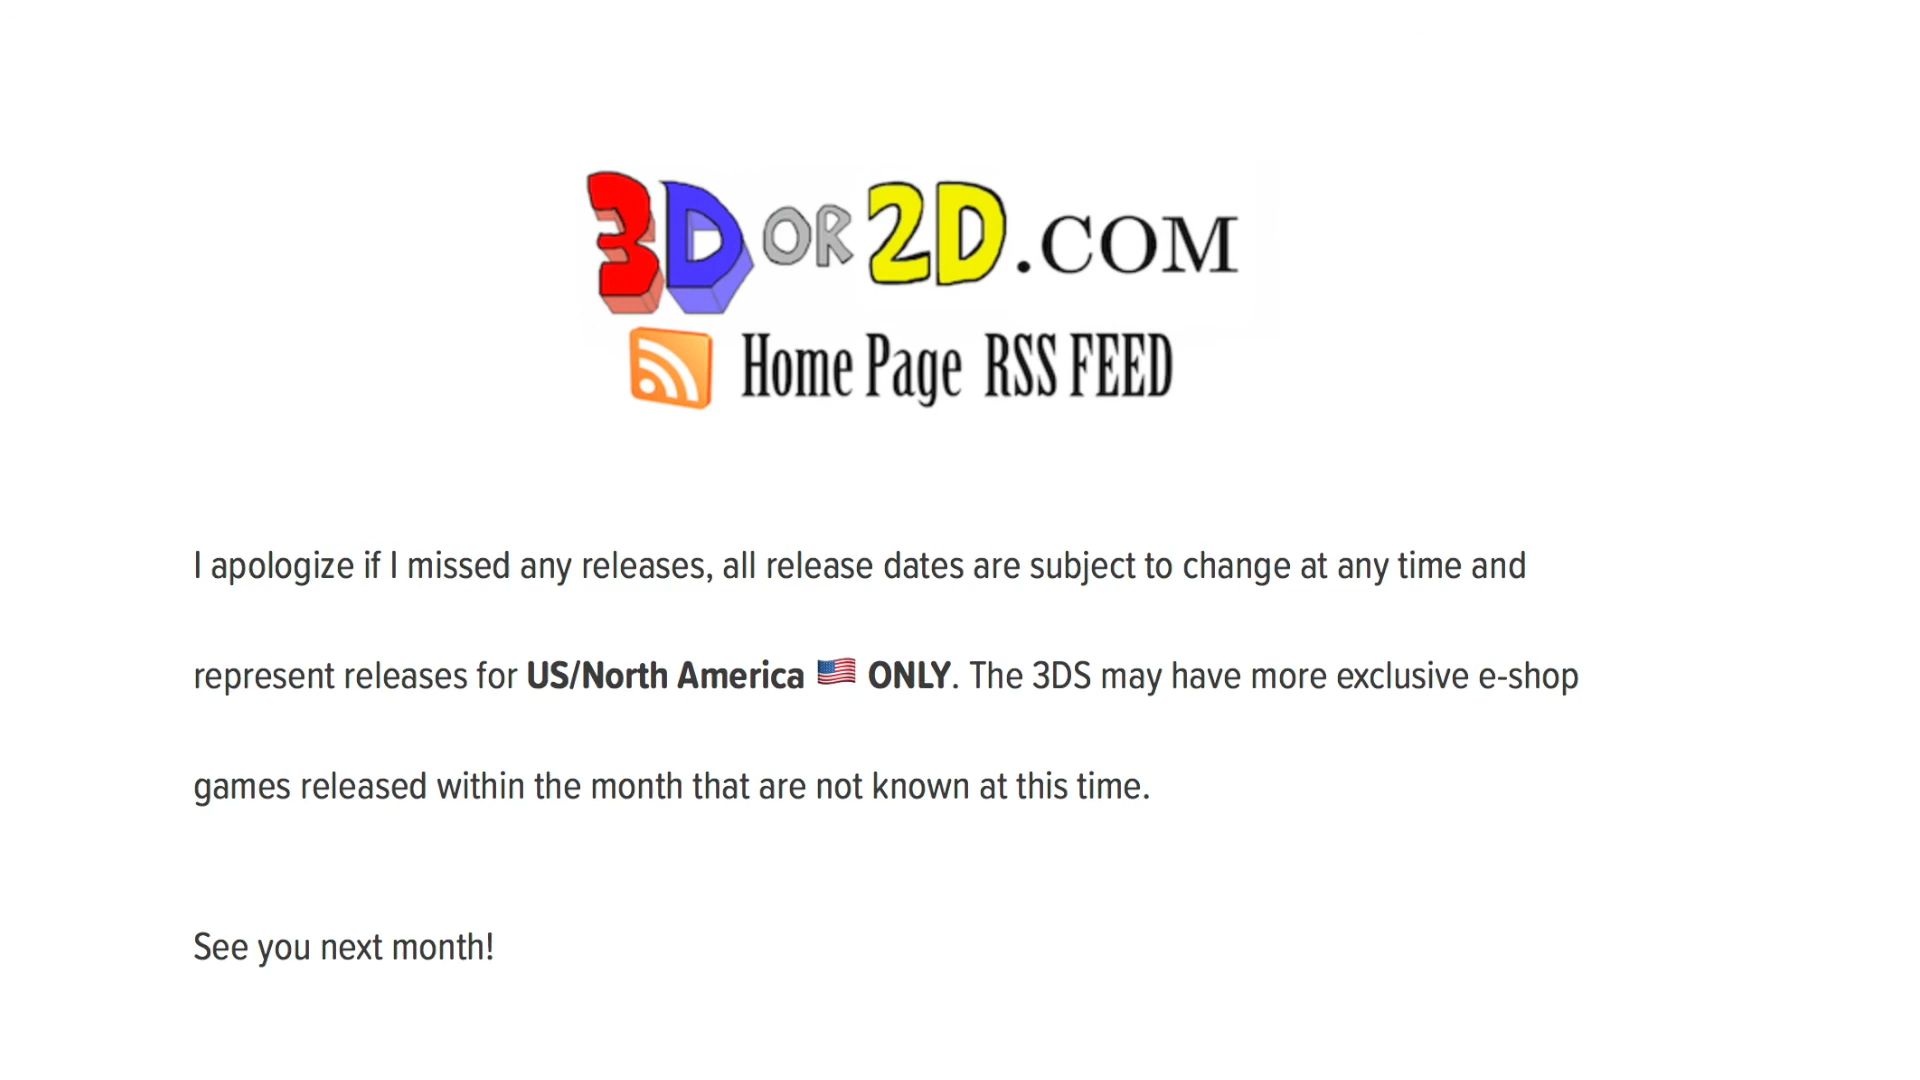 3D OR 2D.COM
Home Page RSS FEED
I apologize if I missed any releases, all release dates are subject to change at any time and
represent releases for US/North America 🇺🇸 ONLY. The 3DS may have more exclusive e-shop
games released within the month that are not known at this time.
See you next month!